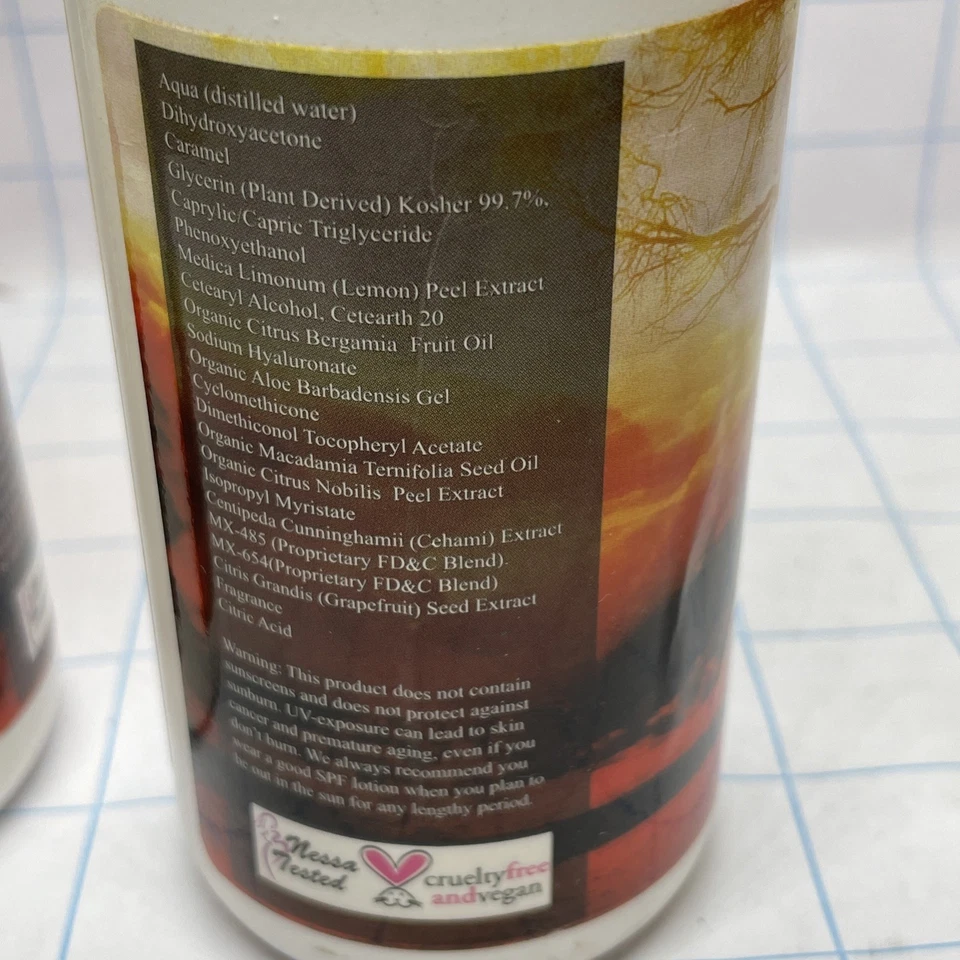 Aqua (distilled water)
Dihydroxyacetone
Caramel
Glycerin (Plant Derived) Kosher 99.7%.
Caprylic/Capric Triglyceride
Phenoxyethanol
Medica Limonum (Lemon) Peel Extract
Cetearyl Alcohol, Cetearth 20
Organic Citrus Bergamia Fruit Oil
Sodium Hyaluronate
Organic Aloe Barbadensis Gel
Cyclomethicone
Dimethiconol Tocopheryl Acetate
Organic Macadamia Ternifolia Seed Oil
Organic Citrus Nobilis Peel Extract
Isopropyl Myristate
Centipeda Cunninghamii (Cehami) Extract
MX-485 (Proprietary FD&C Blend).
MX-654(Proprietary FD&C Blend)
Citris Grandis (Grapefruit) Seed Extract
Fragrance
Citric Acid
Warning: This product does not contain
sunscreens and does not protect against
sunburn. UV-exposure can lead to skin
cancer and premature aging, even if you
don't burn. We always recommend you
wear a good SPF lotion when you plan to
be out in the sun for any lengthy period.
Nessa
Tested
crueltyfree
andvegan